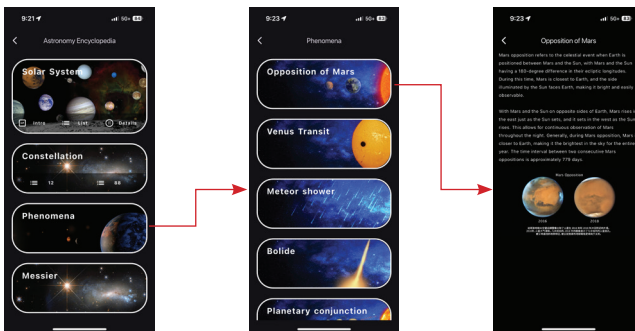 9:21
5G+ 83
Astronomy Encyclopedia
Solar System
Intro
List
Details
Constellation
12
88
Phenomena
Messier
9:23
5G+ 83
Phenomena
Opposition of Mars
Venus Transit
Meteor shower
Bolide
Planetary conjunction
9:23
5G+ 83
Opposition of Mars
Mars opposition refers to the celestial event when Earth is
positioned between Mars and the Sun, with Mars and the Sun
having a 180-degree difference in their ecliptic longitudes.
During this time, Mars is closest to Earth, and the side
illuminated by the Sun faces Earth, making it bright and easily
observable.
With Mars and the Sun on opposite sides of Earth, Mars rises i
the east just as the Sun sets, and it sets in the west as the Sun
rises. This allows for continuous observation of Mars
throughout the night. Generally, during Mars opposition, Mars
closer to Earth, making it the brightest in the sky for the entire
year. The time interval between two consecutive Mars
oppositions is approximately 779 days.
Mars Opposition
2016
2018